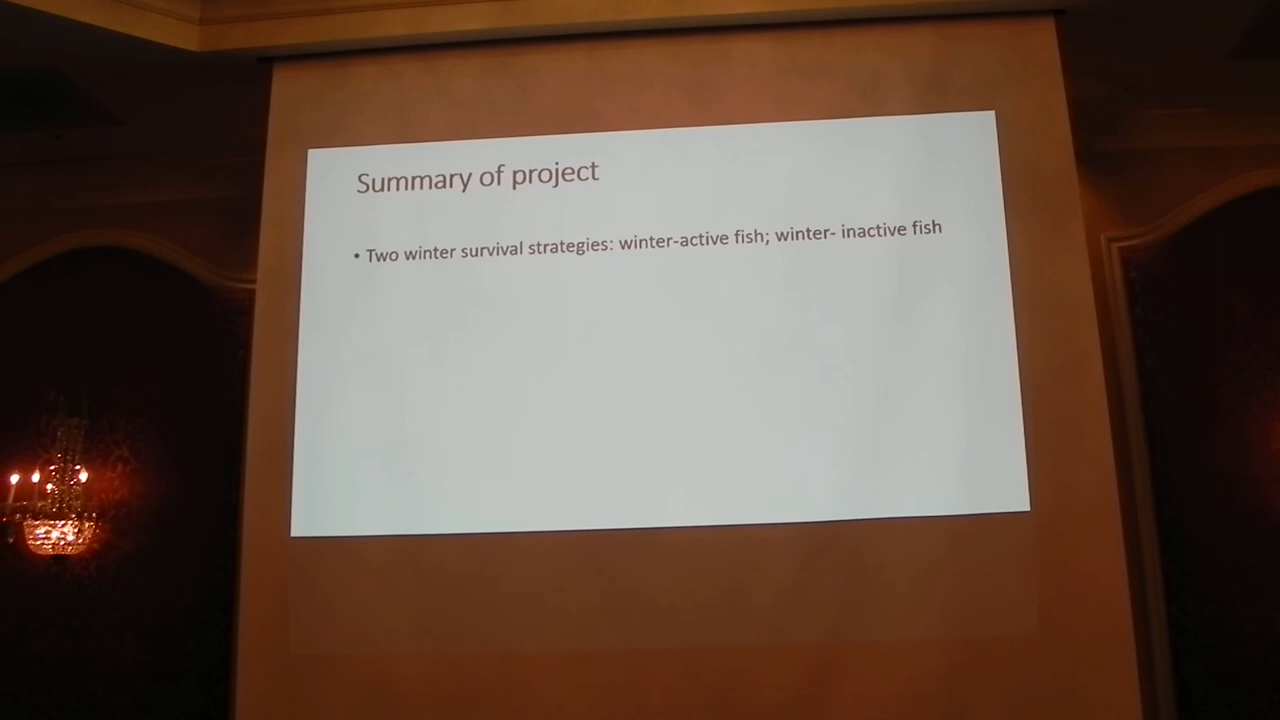 Summary of project
• Two winter survival strategies: winter-active fish; winter- inactive fish